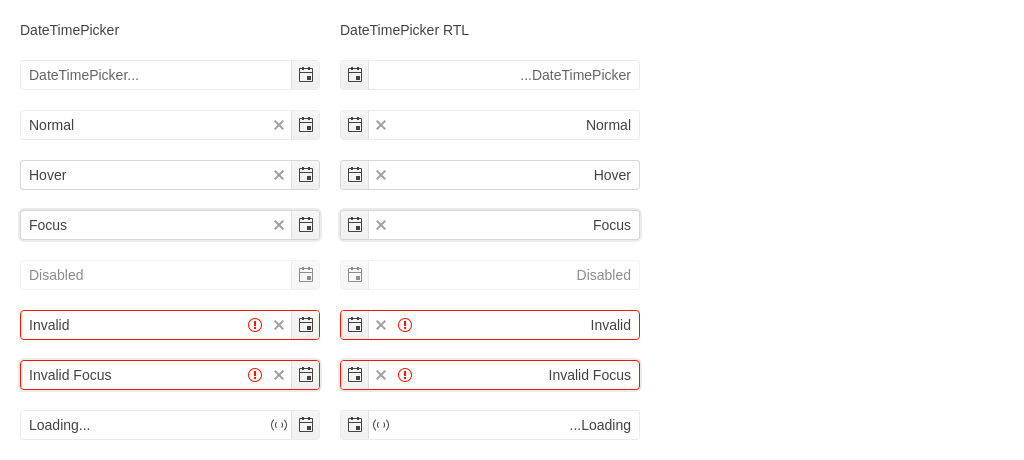 DateTimePicker DateTimePicker RTL
DateTimePicker... ...DateTimePicker
Normal Normal
Hover Hover
Focus Focus
Disabled Disabled
Invalid Invalid
Invalid Focus Invalid Focus
Loading... ...Loading